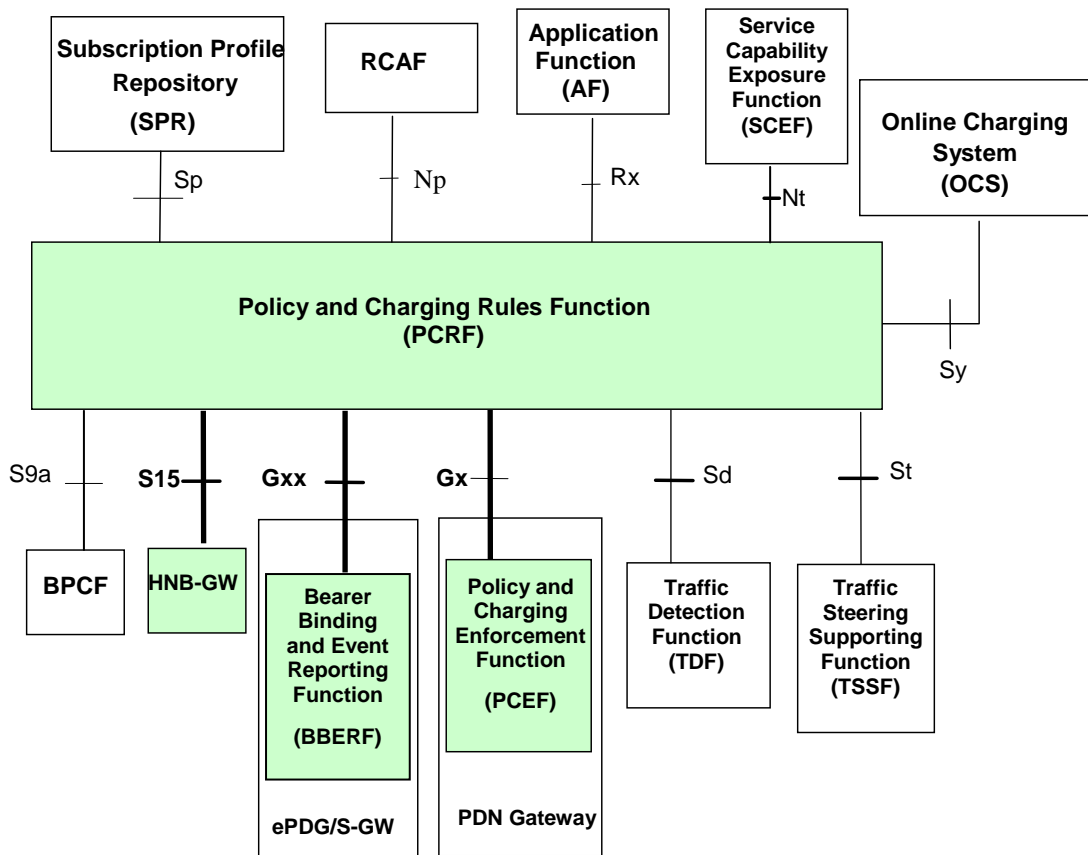 Subscription Profile
Repository
(SPR)
RCAF
Application
Function
(AF)
Service
Capability
Exposure
Function
(SCEF)
Online Charging
System
(OCS)
Sp
Np
Rx
Nt
Policy and Charging Rules Function
(PCRF)
Sy
S9a
S15
Gxx
Gx
Sd
St
BPCF
HNB-GW
Bearer
Binding
and Event
Reporting
Function
(BBERF)
ePDG/S-GW
Policy and
Charging
Enforcement
Function
(PCEF)
PDN Gateway
Traffic
Detection
Function
(TDF)
Traffic
Steering
Supporting
Function
(TSSF)